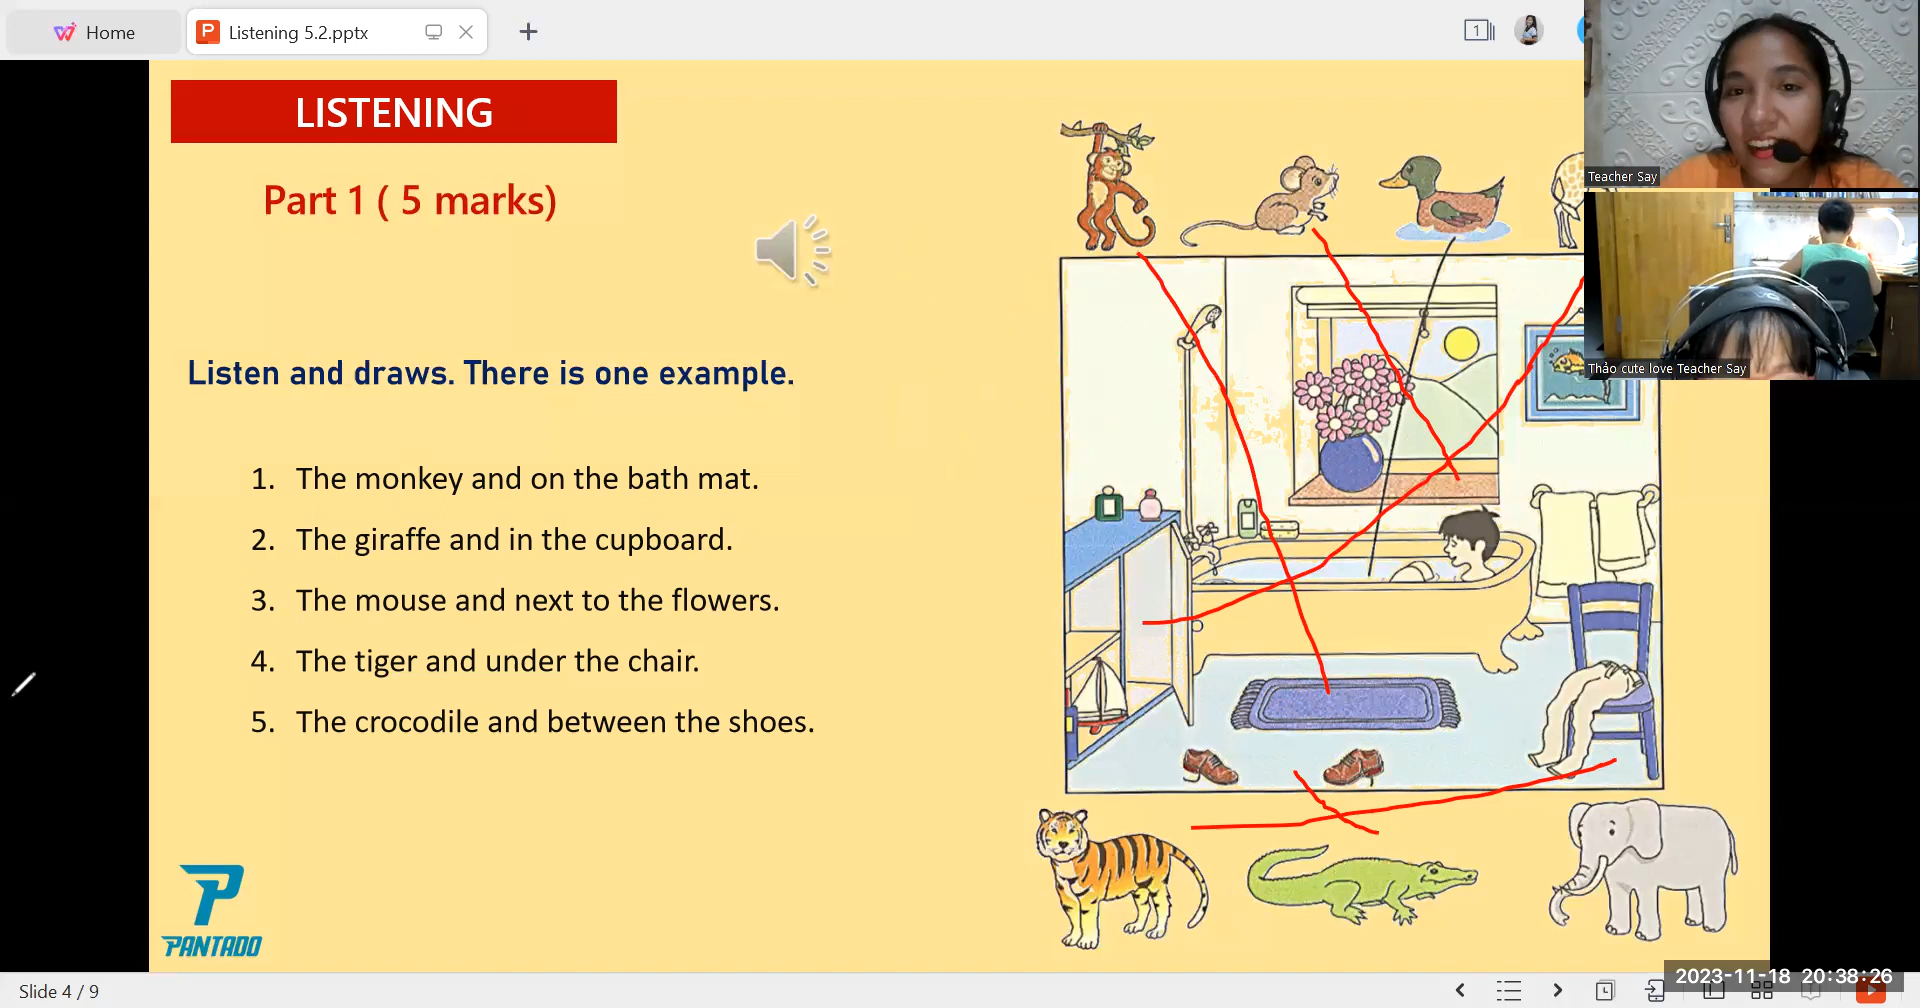 Home
Listening 5.2.pptx
1
LISTENING
Part 1 ( 5 marks)
Listen and draws. There is one example.
1. The monkey and on the bath mat.
2. The giraffe and in the cupboard.
3. The mouse and next to the flowers.
4. The tiger and under the chair.
5. The crocodile and between the shoes.
PANTADO
Teacher Say
Thảo cute love Teacher Say
Slide 4 / 9
2023-11-18 20:38:26